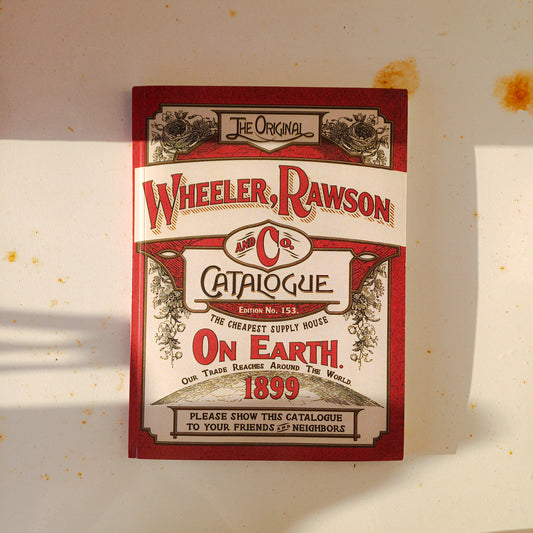 The Original
Wheeler, Rawson
and Co.
Catalogue
Edition No. 153.
The Cheapest Supply House
On Earth.
Our Trade Reaches Around The World.
1899
PLEASE SHOW THIS CATALOGUE
TO YOUR FRIENDS AND NEIGHBORS